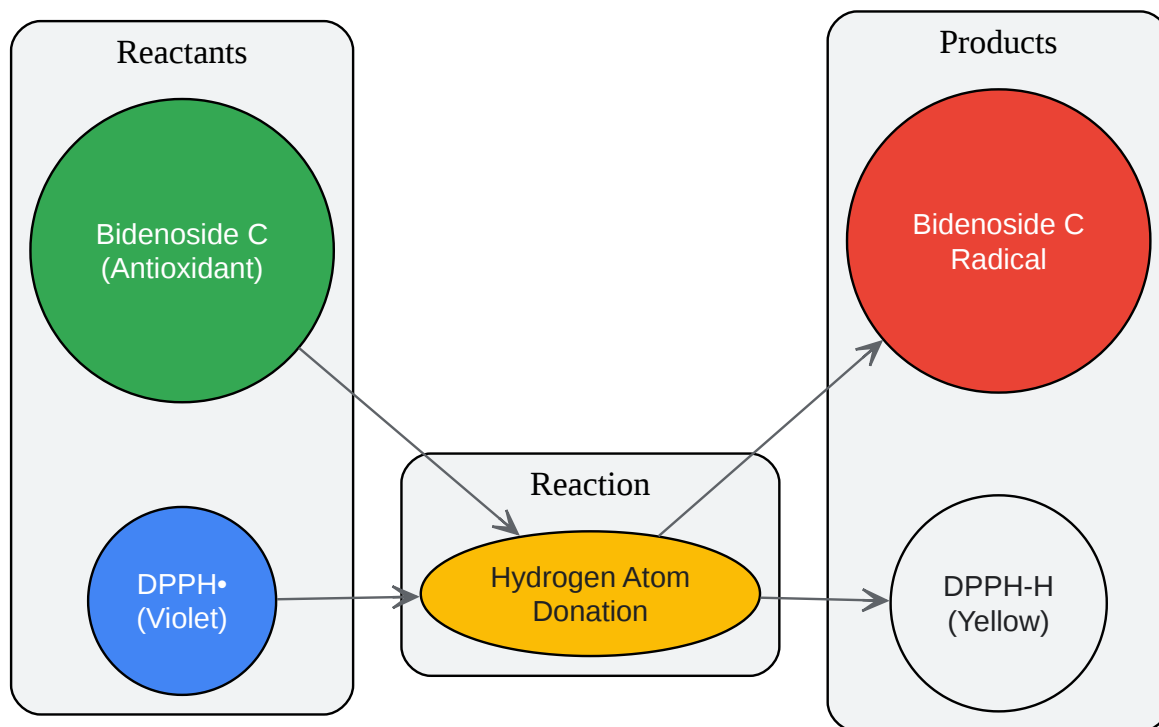 Reactants
Bidenoside C
(Antioxidant)
DPPH•
(Violet)
Reaction
Hydrogen Atom
Donation
Products
Bidenoside C
Radical
DPPH-H
(Yellow)